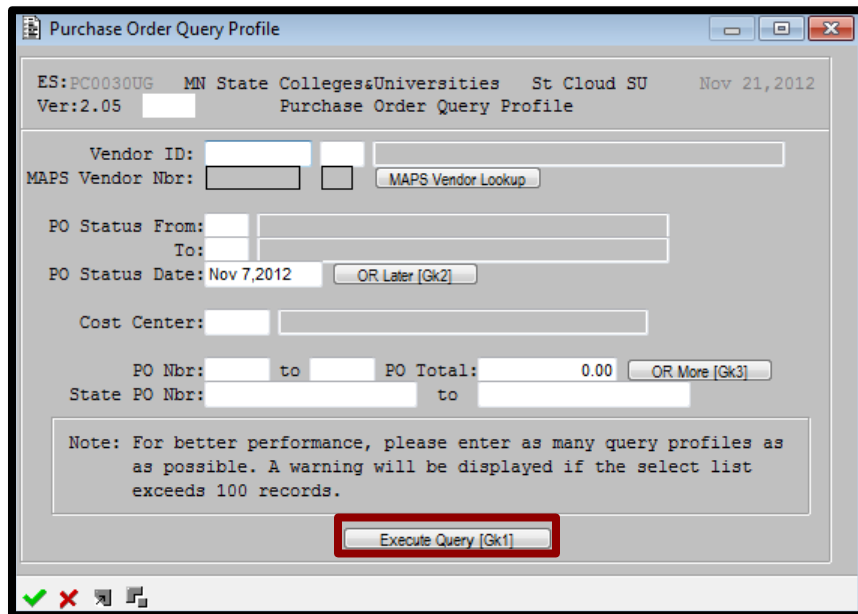 Purchase Order Query Profile
ES:PC0030UG MN State Colleges&Universities St Cloud SU Nov 21,2012
Ver:2.05 Purchase Order Query Profile
Vendor ID:
MAPS Vendor Nbr: MAPS Vendor Lookup
PO Status From:
To:
PO Status Date: Nov 7,2012 OR Later [Gk2]
Cost Center:
PO Nbr: to PO Total: 0.00 OR More [Gk3]
State PO Nbr: to
Note: For better performance, please enter as many query profiles as
as possible. A warning will be displayed if the select list
exceeds 100 records.
Execute Query [Gk1]